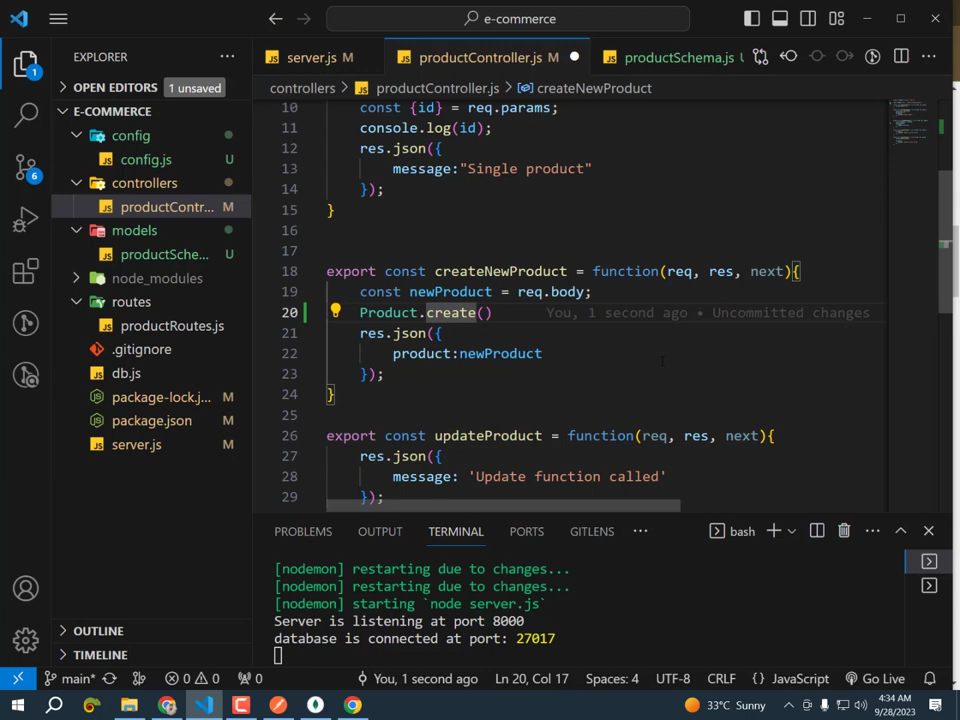 e-commerce
EXPLORER
server.js M
productController.js M
productSchema.js U
OPEN EDITORS 1 unsaved
controllers > productController.js > createNewProduct
E-COMMERCE
config
config.js U
controllers
productContr... M
models
productSche... U
node_modules
routes
productRoutes.js
.gitignore
db.js
package-lock.j... M
package.json M
server.js M
OUTLINE
TIMELINE
1
6
10 const {id} = req.params;
11 console.log(id);
12 res.json({
13 message:"Single product"
14 });
15 }
16
17
18 export const createNewProduct = function(req, res, next){
19 const newProduct = req.body;
20 Product.create() You, 1 second ago • Uncommitted changes
21 res.json({
22 product:newProduct
23 });
24 }
25
26 export const updateProduct = function(req, res, next){
27 res.json({
28 message: 'Update function called'
29 });
PROBLEMS OUTPUT TERMINAL PORTS GITLENS ... bash
[nodemon] restarting due to changes...
[nodemon] restarting due to changes...
[nodemon] starting `node server.js`
Server is listening at port 8000
database is connected at port: 27017
main* 0 0 0 You, 1 second ago Ln 20, Col 17 Spaces: 4 UTF-8 CRLF JavaScript Go Live
33°C Sunny 4:34 AM
9/28/2023